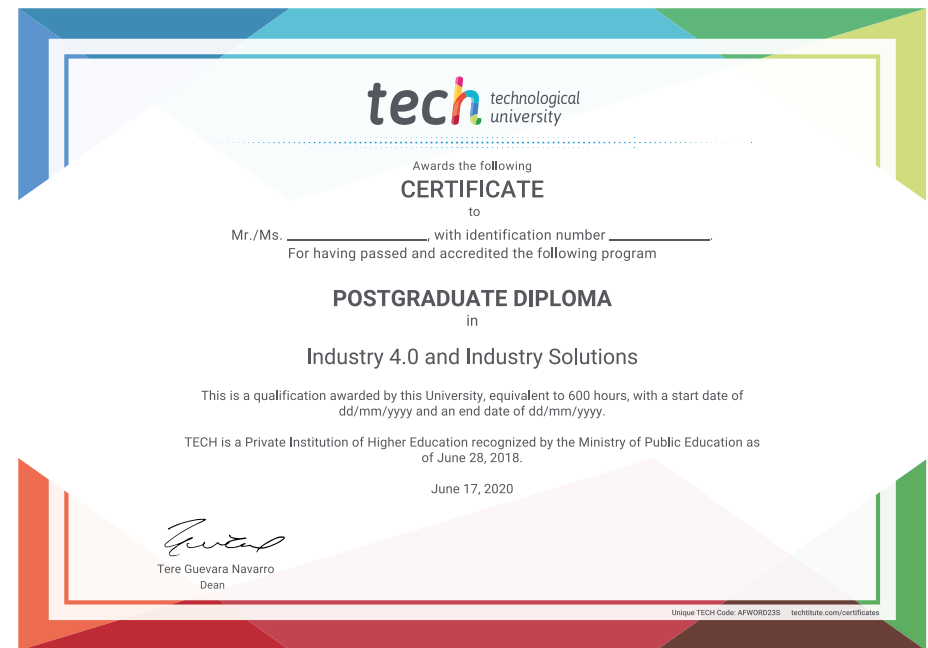 tech technological
university
Awards the following
CERTIFICATE
to
Mr./Ms. ____________, with identification number ____________.
For having passed and accredited the following program
POSTGRADUATE DIPLOMA
in
Industry 4.0 and Industry Solutions
This is a qualification awarded by this University, equivalent to 600 hours, with a start date of
dd/mm/yyyy and an end date of dd/mm/yyyy.
TECH is a Private Institution of Higher Education recognized by the Ministry of Public Education as
of June 28, 2018.
June 17, 2020
Tere Guevara Navarro
Dean
Unique TECH Code: AFWORD23S techtitute.com/certificates